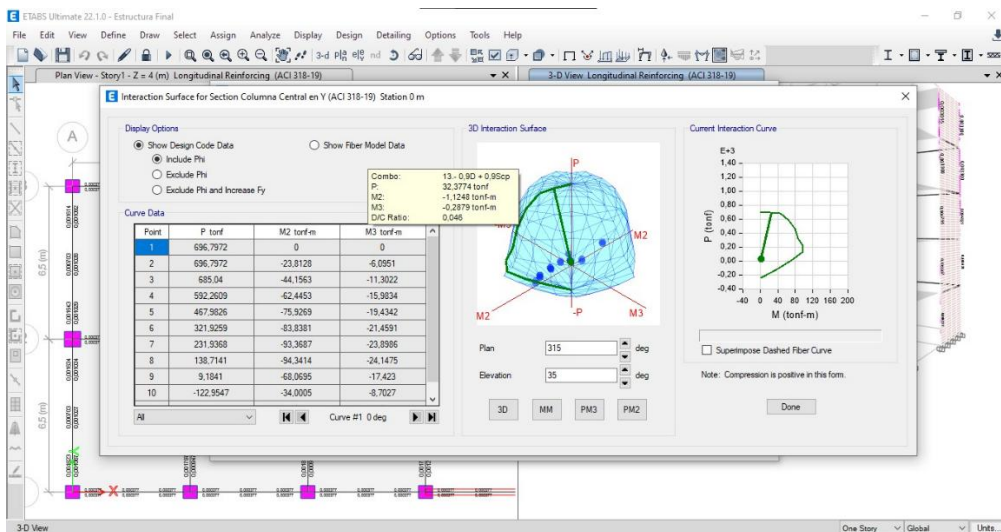 ETABS Ultimate 22.1.0 - Estructura Final
File Edit View Define Draw Select Assign Analyze Display Design Detailing Options Tools Help
Plan View - Story1 - Z = 4 (m) Longitudinal Reinforcing (ACI 318-19)
3-D View Longitudinal Reinforcing (ACI 318-19)
Interaction Surface for Section Columna Central en Y (ACI 318-19) Station 0 m
Display Options
Show Design Code Data
Show Fiber Model Data
Include Phi
Exclude Phi
Exclude Phi and Increase Fy
Combo: 13.- 0,9D + 0,9Scp
P: 32,3774 tonf
M2: -1,1248 tonf-m
M3: -0,2879 tonf-m
D/C Ratio: 0,046
Curve Data
Point P tonf M2 tonf-m M3 tonf-m
1 696,7972 0 0
2 696,7972 -23,8128 -6,0951
3 685,04 -44,1563 -11,3022
4 592,2609 -62,4453 -15,9834
5 467,9826 -75,9269 -19,4342
6 321,9259 -83,8381 -21,4591
7 231,9368 -93,3687 -23,8986
8 138,7141 -94,3414 -24,1475
9 9,1841 -68,0695 -17,423
10 -122,9547 -34,0005 -8,7027
All
Curve #1 0 deg
3D Interaction Surface
P
M2
M2
-P
M3
Plan 315 deg
Elevation 35 deg
3D MM PM3 PM2
Current Interaction Curve
E+3
1,40
1,20
1,00
0,80
0,60
0,40
0,20
0,00
-0,20
-0,40
P (tonf)
-40 0 40 80 120 160 200
M (tonf-m)
Superimpose Dashed Fiber Curve
Note: Compression is positive in this form.
Done
A
6,5 (m)
6,5 (m)
X
3-D View
One Story
Global
Units...